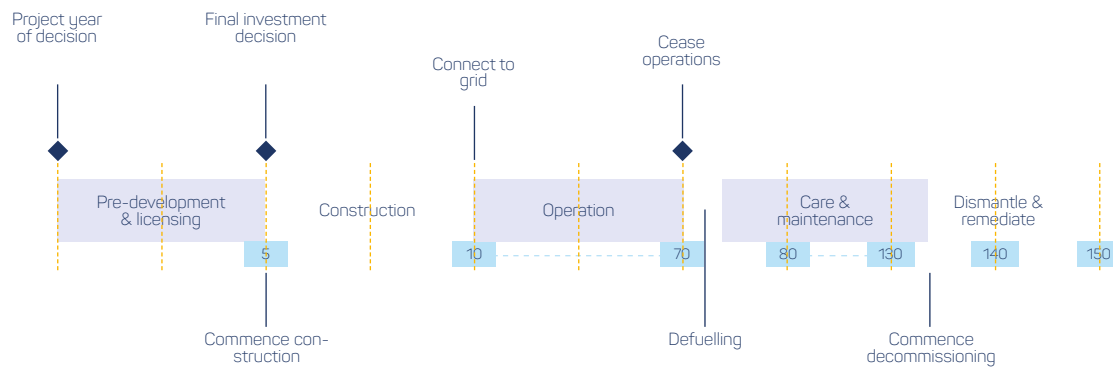 Project year
of decision
Final investment
decision
Connect to
grid
Cease
operations
Pre-development
& licensing
Construction
Operation
Care &
maintenance
Dismantle &
remediate
5
10
70
80
130
140
150
Commence con-
struction
Defuelling
Commence
decommissioning